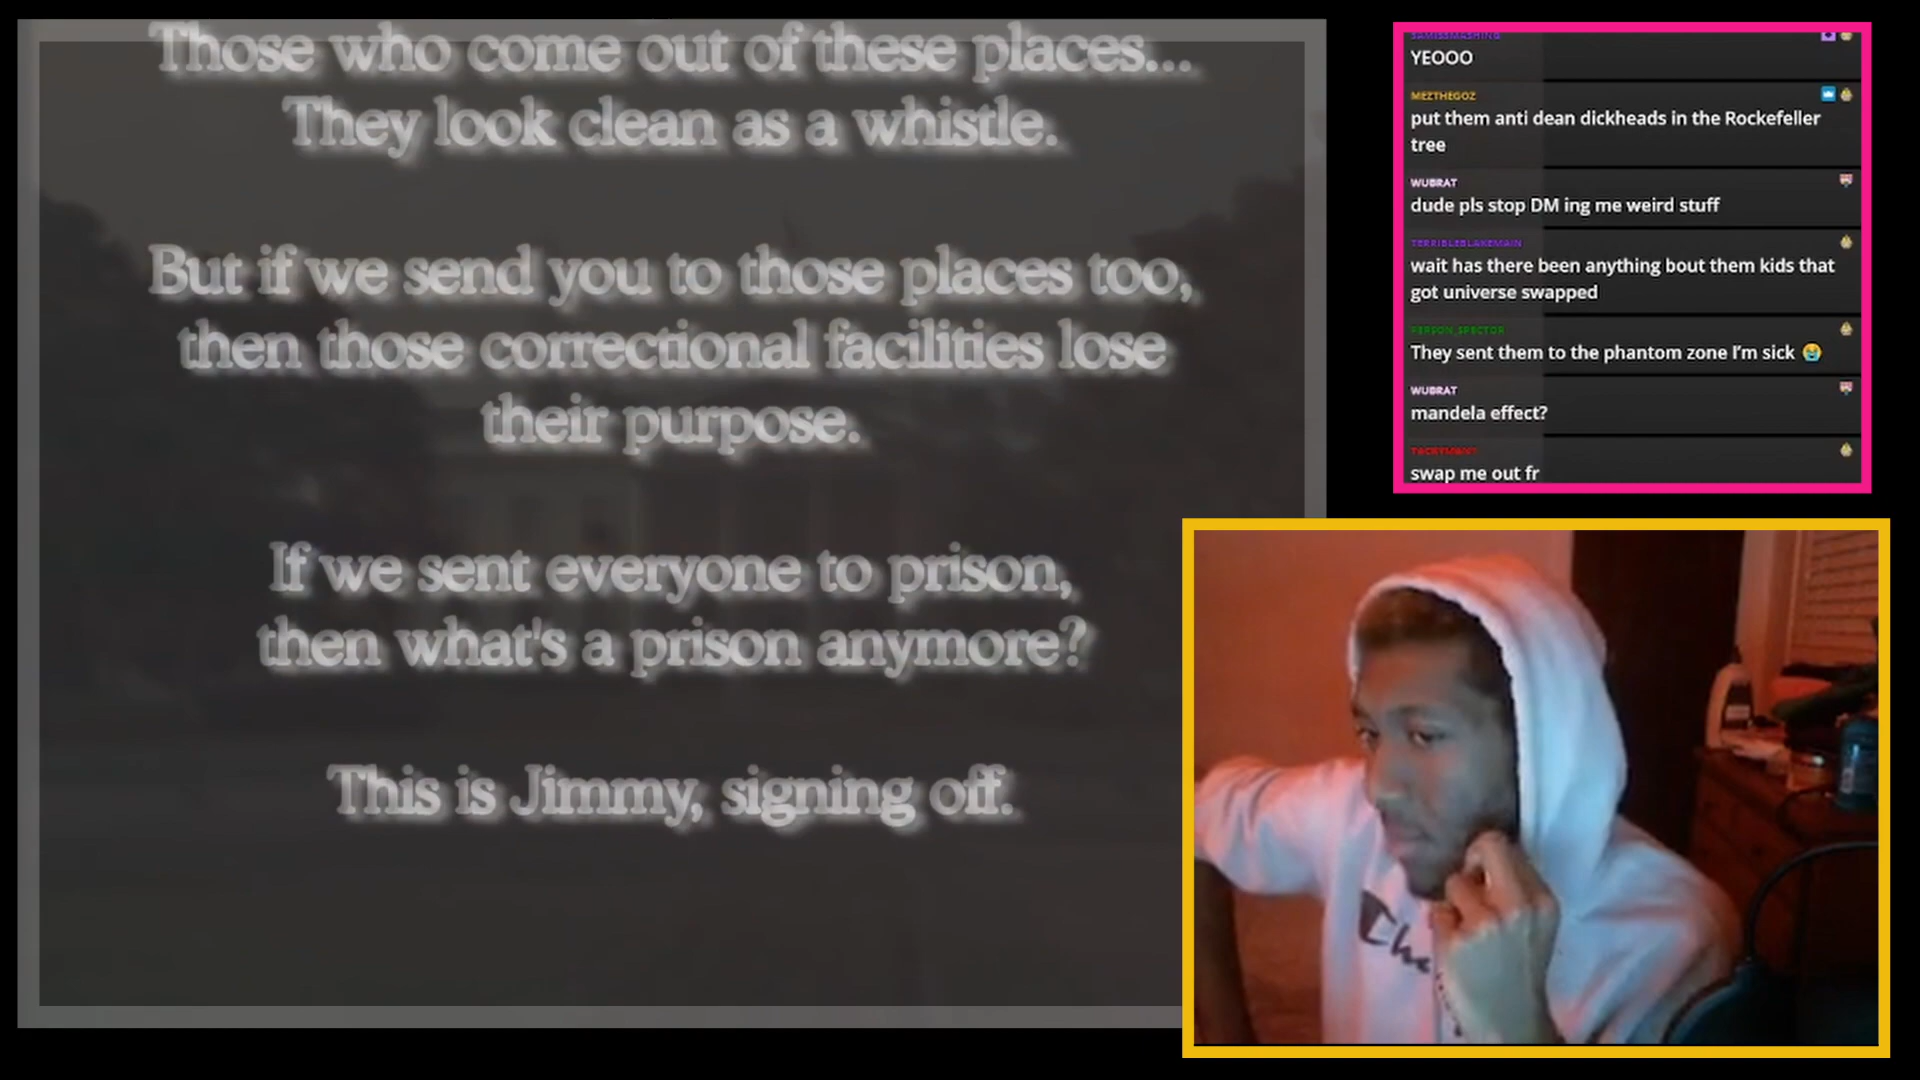 Those who come out of these places...
They look clean as a whistle.
But if we send you to those places too,
then those correctional facilities lose
their purpose.
If we sent everyone to prison,
then what's a prison anymore?
This is Jimmy, signing off.
SAMISSMASHING
YEOOO
MEZTHEGOZ
put them anti dean dickheads in the Rockefeller
tree
WUBRAT
dude pls stop DM ing me weird stuff
TERRIBLEBLAKEMAIN
wait has there been anything bout them kids that
got universe swapped
PERSON_SPECTOR
They sent them to the phantom zone I'm sick 😭
WUBRAT
mandela effect?
swap me out fr
Cha